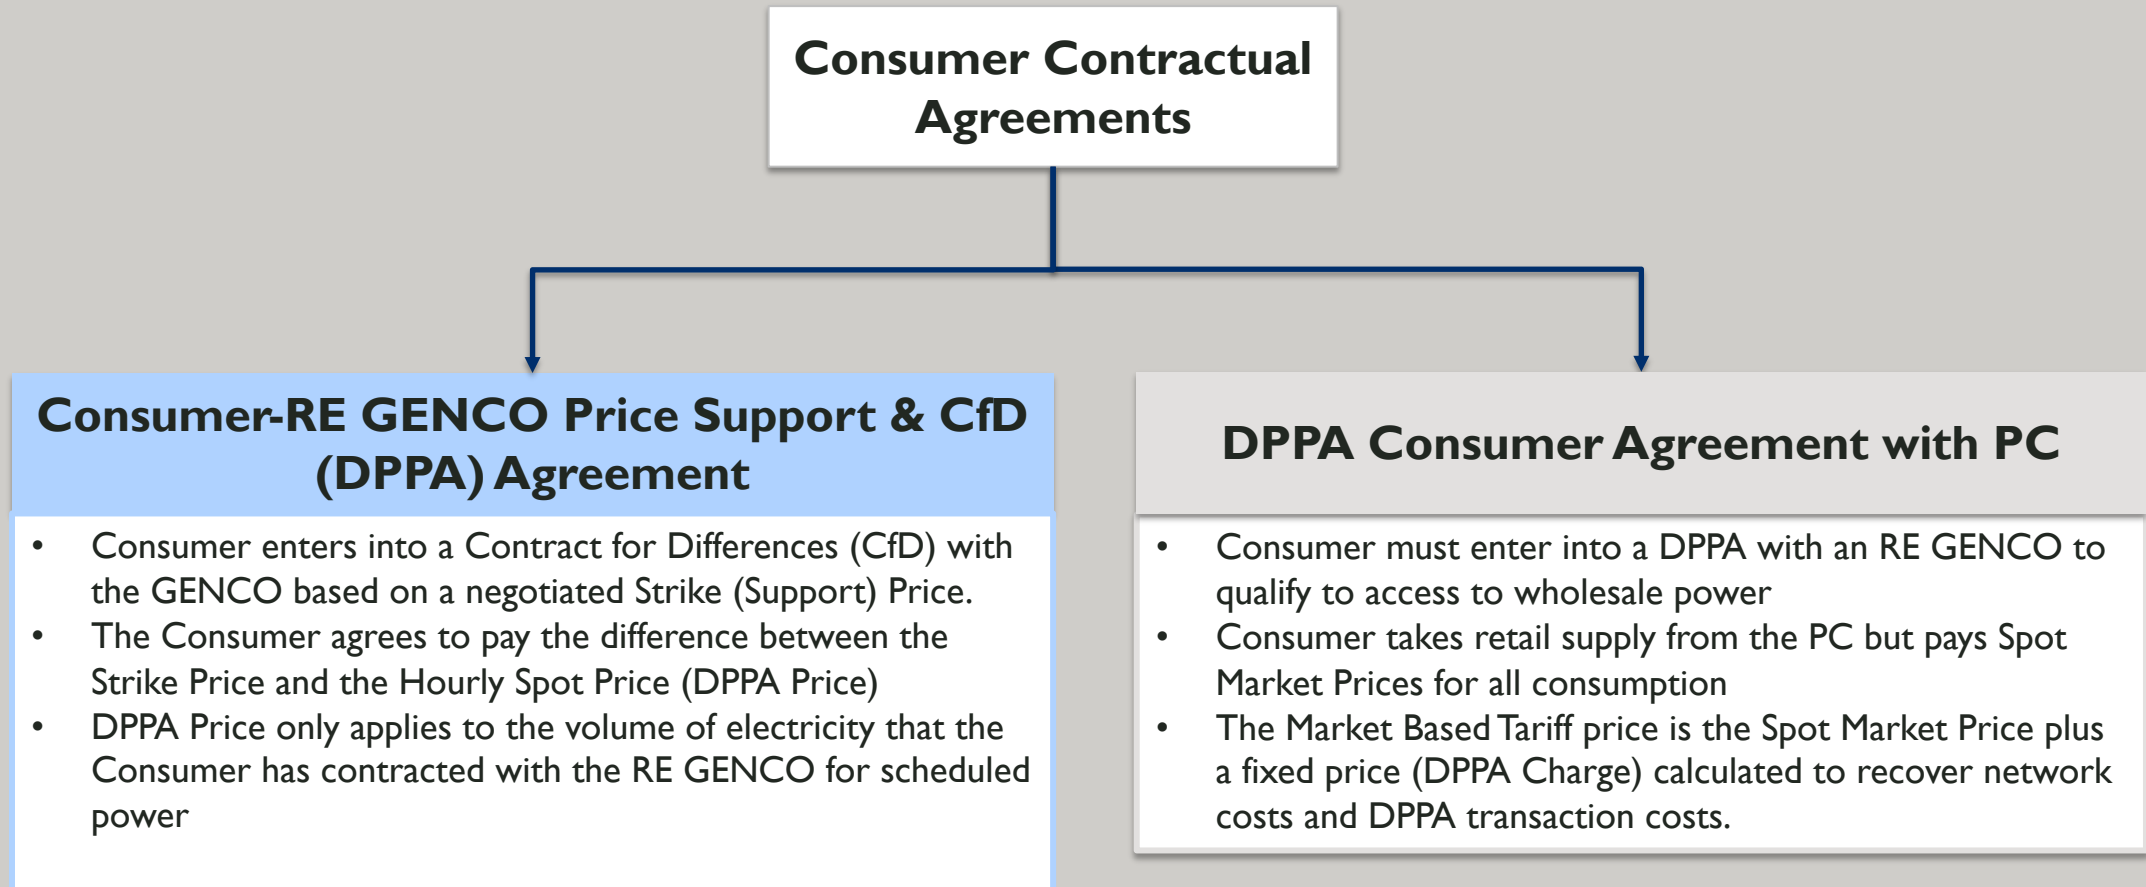 Consumer Contractual
Agreements
Consumer-RE GENCO Price Support & CfD
(DPPA) Agreement
• Consumer enters into a Contract for Differences (CfD) with
the GENCO based on a negotiated Strike (Support) Price.
• The Consumer agrees to pay the difference between the
Strike Price and the Hourly Spot Price (DPPA Price)
• DPPA Price only applies to the volume of electricity that the
Consumer has contracted with the RE GENCO for scheduled
power
DPPA Consumer Agreement with PC
• Consumer must enter into a DPPA with an RE GENCO to
qualify to access to wholesale power
• Consumer takes retail supply from the PC but pays Spot
Market Prices for all consumption
• The Market Based Tariff price is the Spot Market Price plus
a fixed price (DPPA Charge) calculated to recover network
costs and DPPA transaction costs.